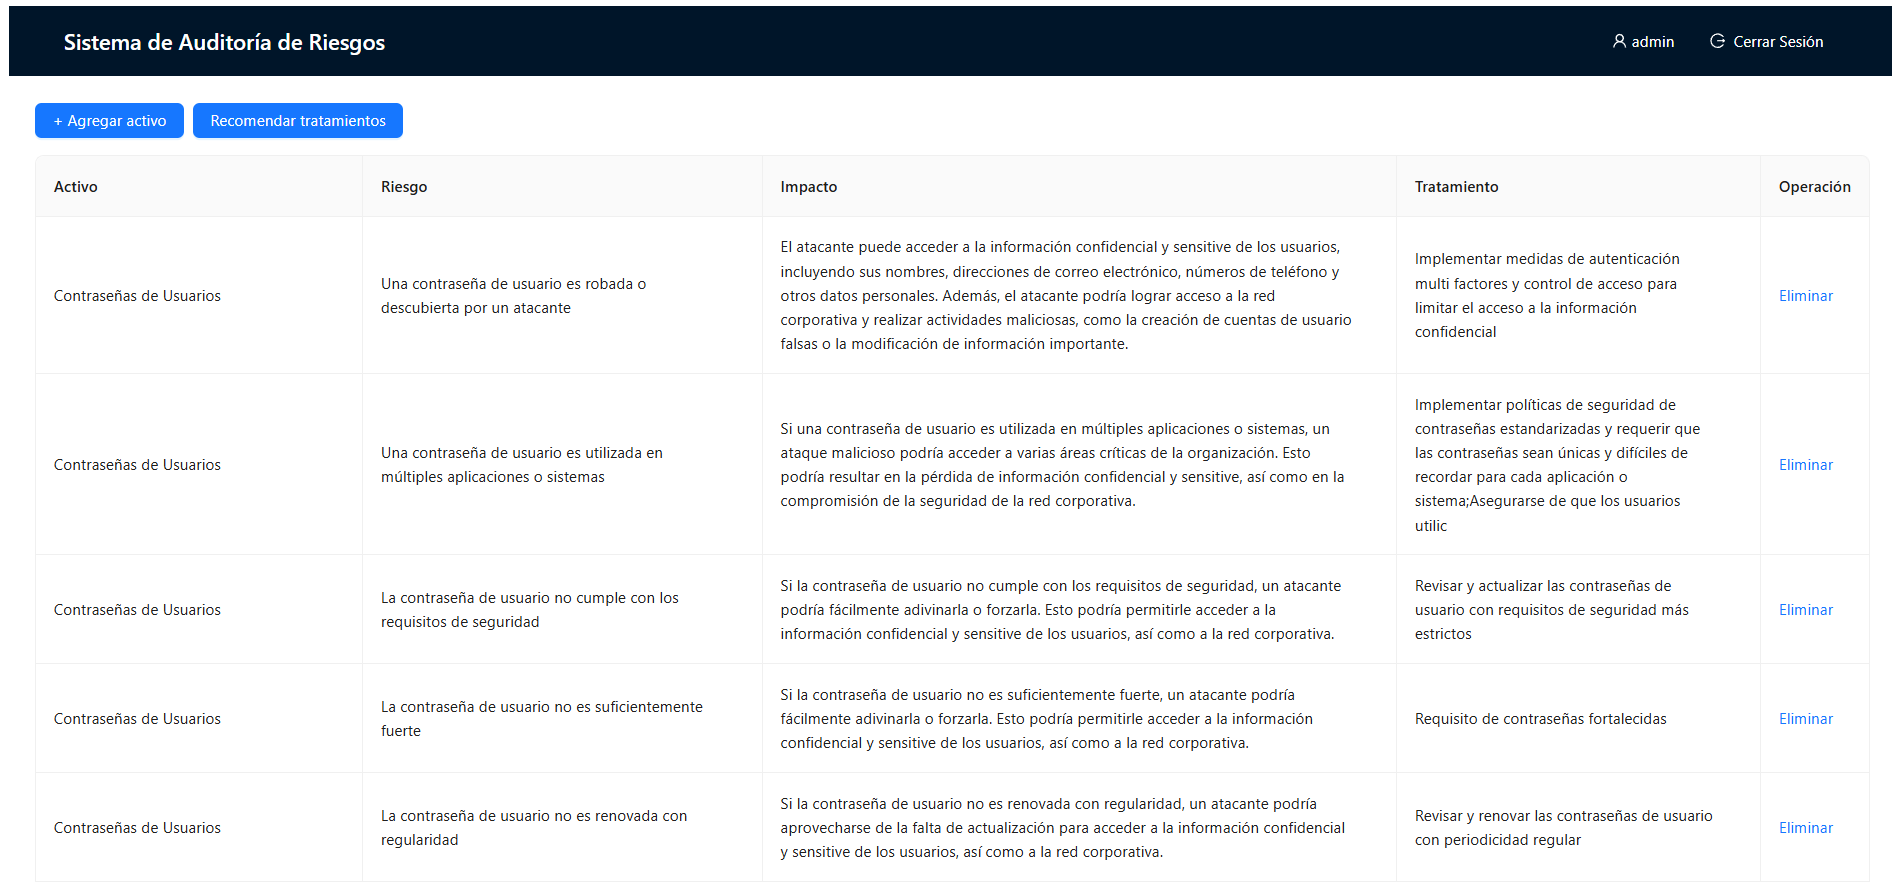 Sistema de Auditoría de Riesgos
admin
Cerrar Sesión
+ Agregar activo
Recomendar tratamientos
Activo
Riesgo
Impacto
Tratamiento
Operación
Contraseñas de Usuarios
Una contraseña de usuario es robada o
descubierta por un atacante
El atacante puede acceder a la información confidencial y sensitive de los usuarios,
incluyendo sus nombres, direcciones de correo electrónico, números de teléfono y
otros datos personales. Además, el atacante podría lograr acceso a la red
corporativa y realizar actividades maliciosas, como la creación de cuentas de usuario
falsas o la modificación de información importante.
Implementar medidas de autenticación
multi factores y control de acceso para
limitar el acceso a la información
confidencial
Eliminar
Contraseñas de Usuarios
Una contraseña de usuario es utilizada en
múltiples aplicaciones o sistemas
Si una contraseña de usuario es utilizada en múltiples aplicaciones o sistemas, un
ataque malicioso podría acceder a varias áreas críticas de la organización. Esto
podría resultar en la pérdida de información confidencial y sensitive, así como en la
compromisión de la seguridad de la red corporativa.
Implementar políticas de seguridad de
contraseñas estandarizadas y requerir que
las contraseñas sean únicas y difíciles de
recordar para cada aplicación o
sistema;Asegurarse de que los usuarios
utilic
Eliminar
Contraseñas de Usuarios
La contraseña de usuario no cumple con los
requisitos de seguridad
Si la contraseña de usuario no cumple con los requisitos de seguridad, un atacante
podría fácilmente adivinarla o forzarla. Esto podría permitirle acceder a la
información confidencial y sensitive de los usuarios, así como a la red corporativa.
Revisar y actualizar las contraseñas de
usuario con requisitos de seguridad más
estrictos
Eliminar
Contraseñas de Usuarios
La contraseña de usuario no es suficientemente
fuerte
Si la contraseña de usuario no es suficientemente fuerte, un atacante podría
fácilmente adivinarla o forzarla. Esto podría permitirle acceder a la información
confidencial y sensitive de los usuarios, así como a la red corporativa.
Requisito de contraseñas fortalecidas
Eliminar
Contraseñas de Usuarios
La contraseña de usuario no es renovada con
regularidad
Si la contraseña de usuario no es renovada con regularidad, un atacante podría
aprovecharse de la falta de actualización para acceder a la información confidencial
y sensitive de los usuarios, así como a la red corporativa.
Revisar y renovar las contraseñas de usuario
con periodicidad regular
Eliminar